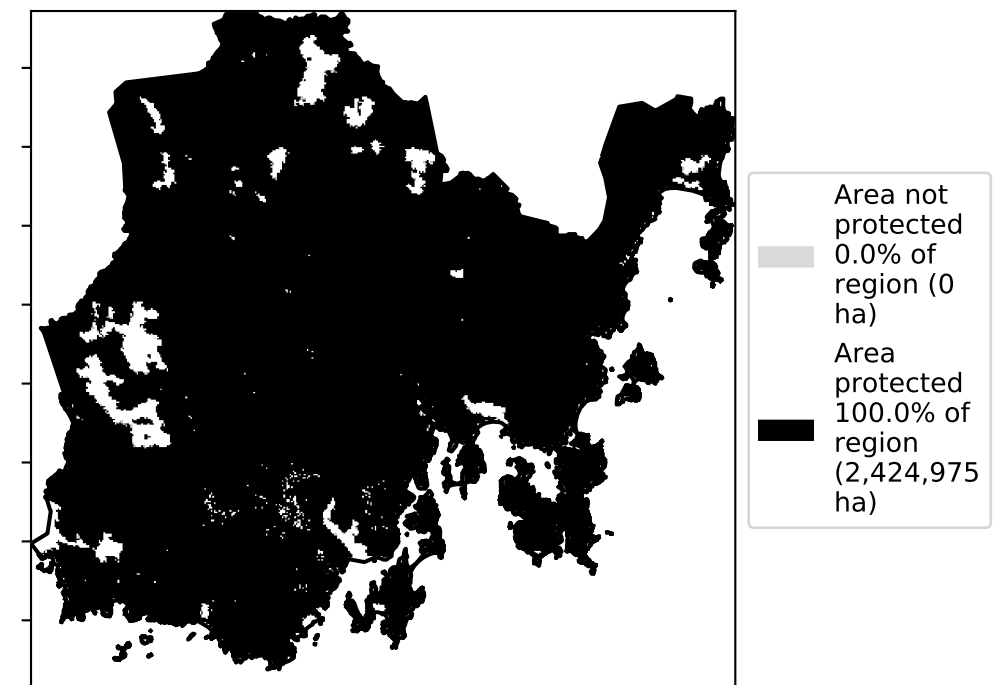 Area not
protected
0.0% of
region (0
ha)
Area
protected
100.0% of
region
(2,424,975
ha)